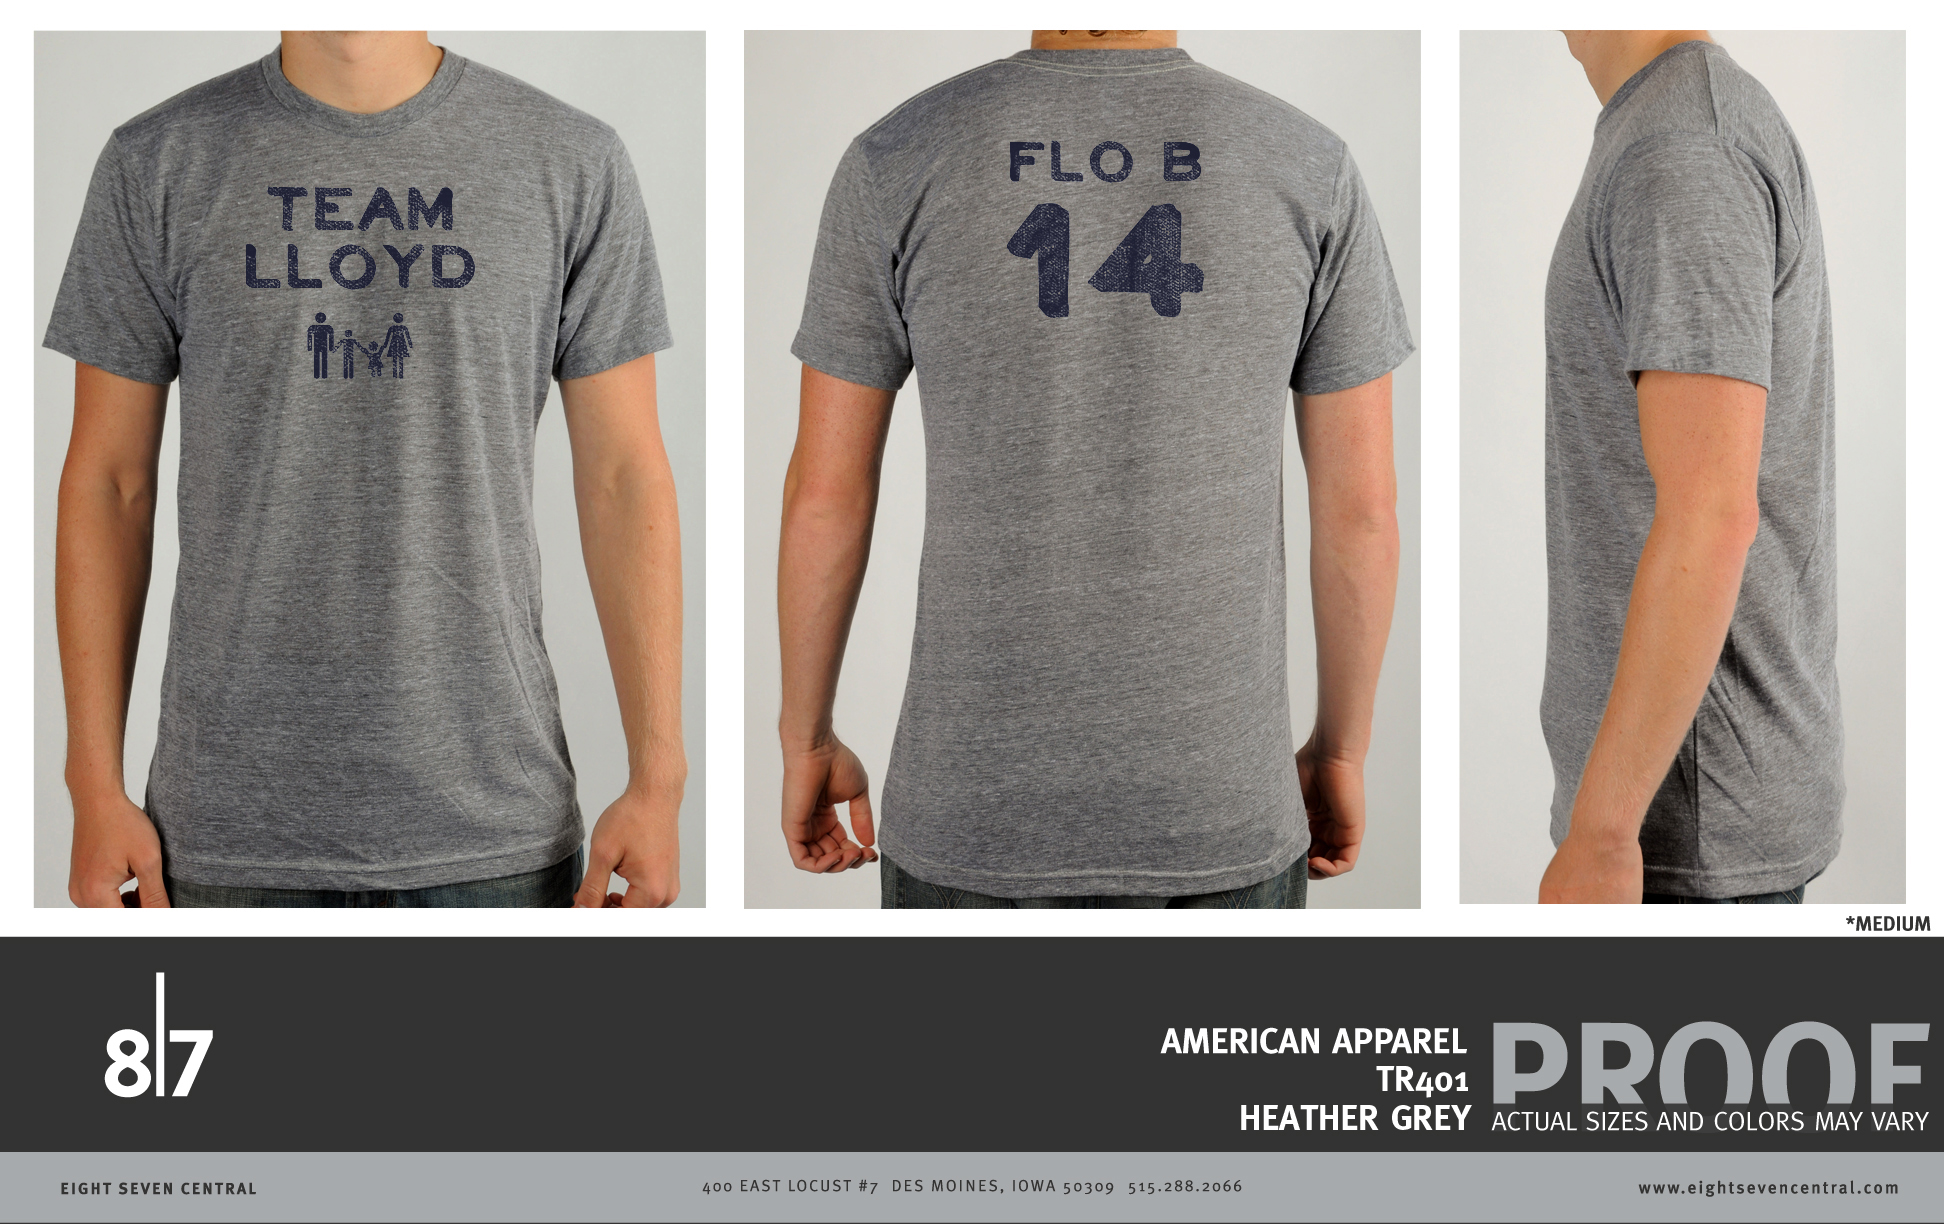 TEAM
LLOYD
FLO B
14
*MEDIUM
8|7
AMERICAN APPAREL
TR401
HEATHER GREY
PROOF
ACTUAL SIZES AND COLORS MAY VARY
EIGHT SEVEN CENTRAL
400 EAST LOCUST #7 DES MOINES, IOWA 50309 515.288.2066
www.eightsevencentral.com